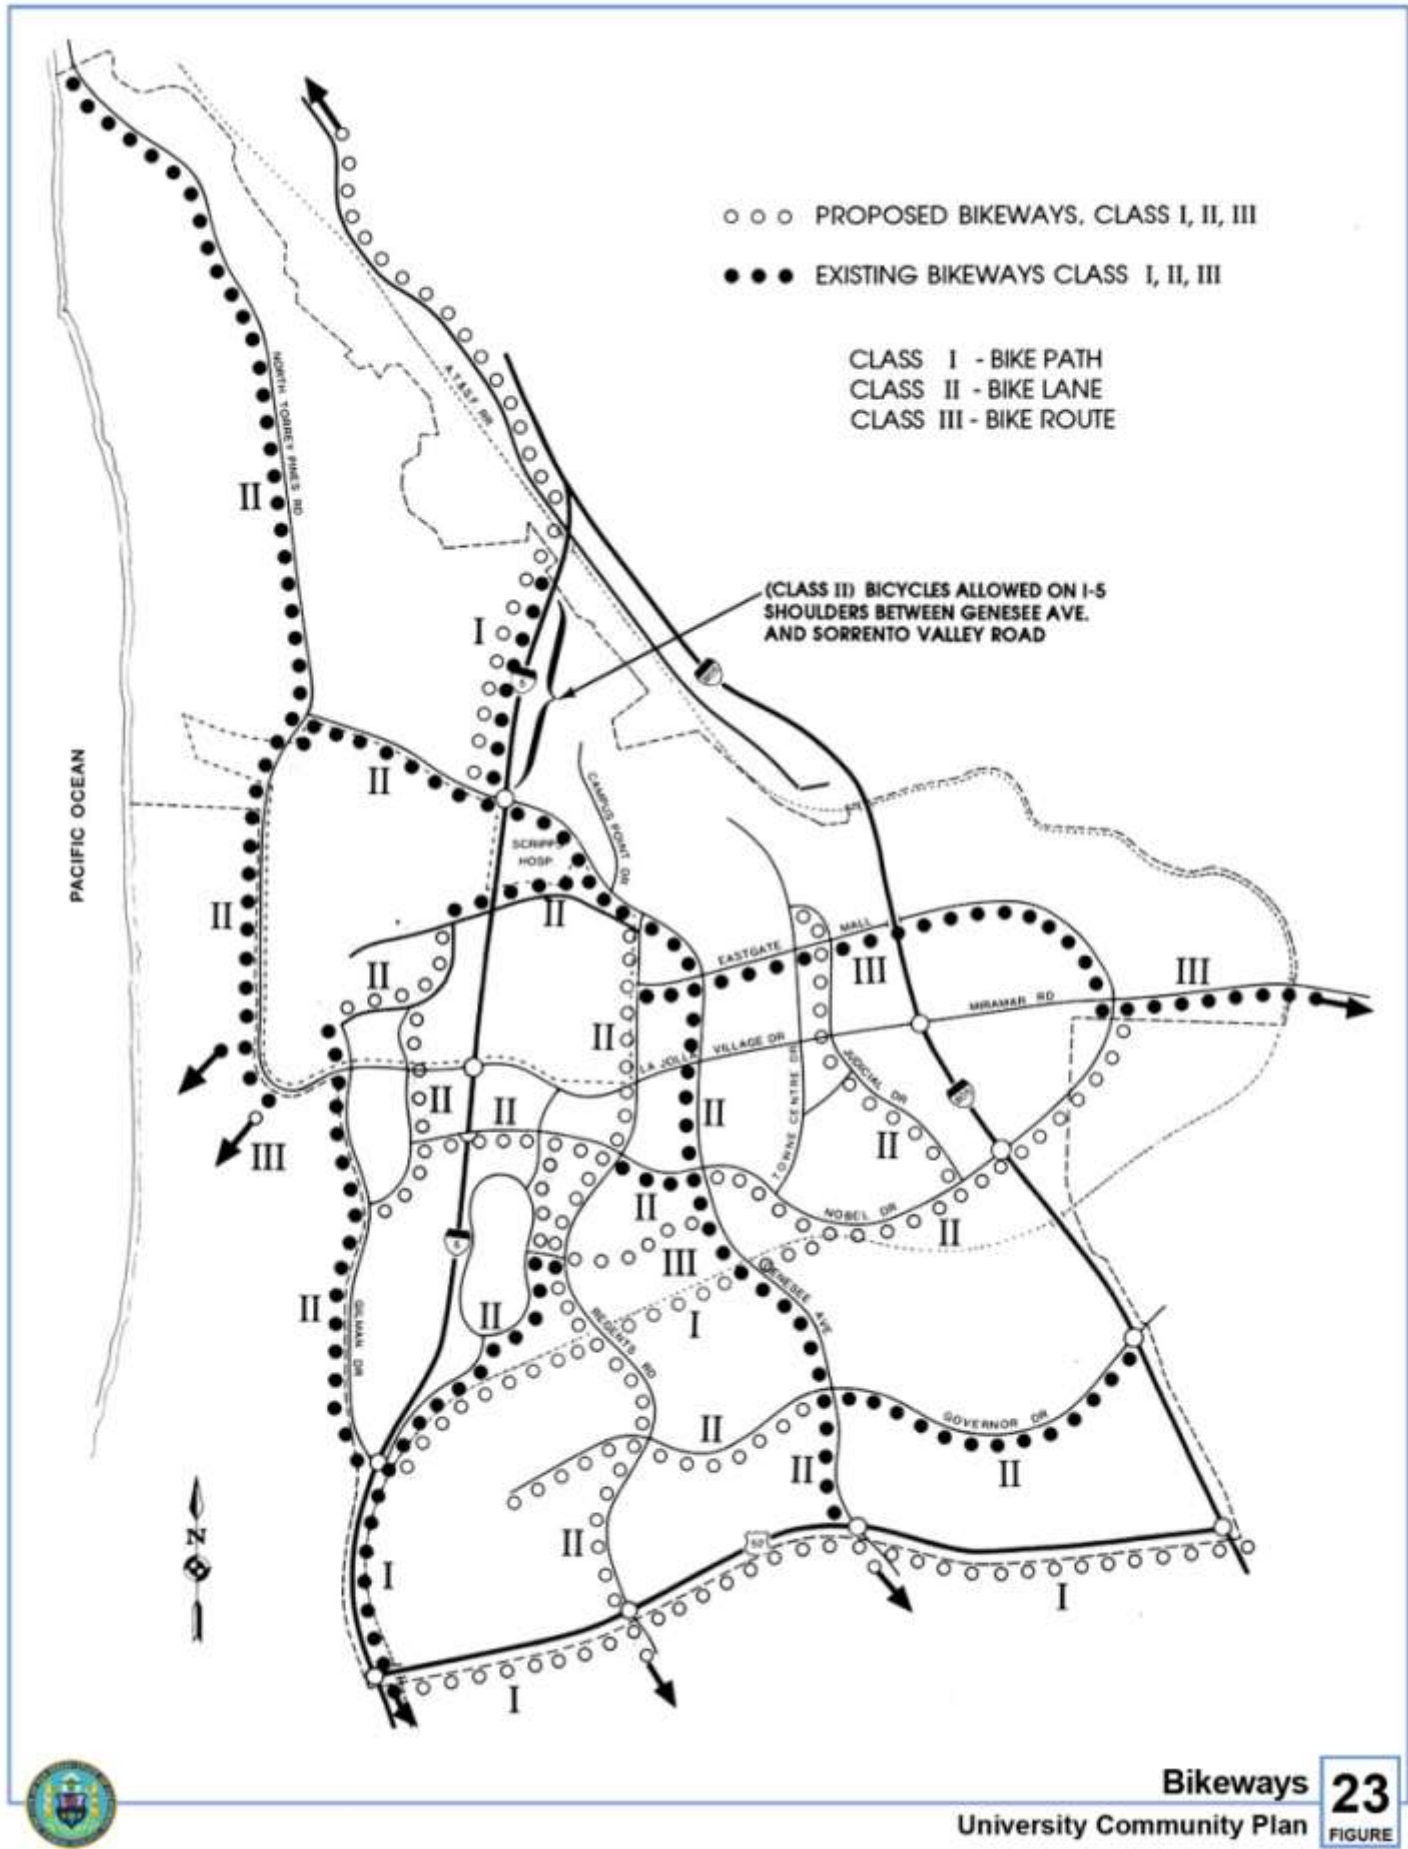 ○ ○ ○ PROPOSED BIKEWAYS, CLASS I, II, III
● ● ● EXISTING BIKEWAYS CLASS I, II, III
CLASS I - BIKE PATH
CLASS II - BIKE LANE
CLASS III - BIKE ROUTE
A.T.&S.F. RR
NORTH TORREY PINES RD
II
(CLASS II) BICYCLES ALLOWED ON I-5
SHOULDERS BETWEEN GENESEE AVE.
AND SORRENTO VALLEY ROAD
I
5
805
PACIFIC OCEAN
II
CAMPUS POINT DR
SCRIPPS
HOSP
II
II
EASTGATE MALL
III
III
II
MIRAMAR RD
II
LA JOLLA VILLAGE DR
TOWNE CENTRE DR
JUDICIAL DR
805
II
II
II
II
III
II
NOBEL DR
II
5
III
II
GILMAN DR
II
REGENTS RD
I
GENESEE AVE
II
GOVERNOR DR
II
II
N
II
52
I
I
I
Bikeways
University Community Plan
23
FIGURE